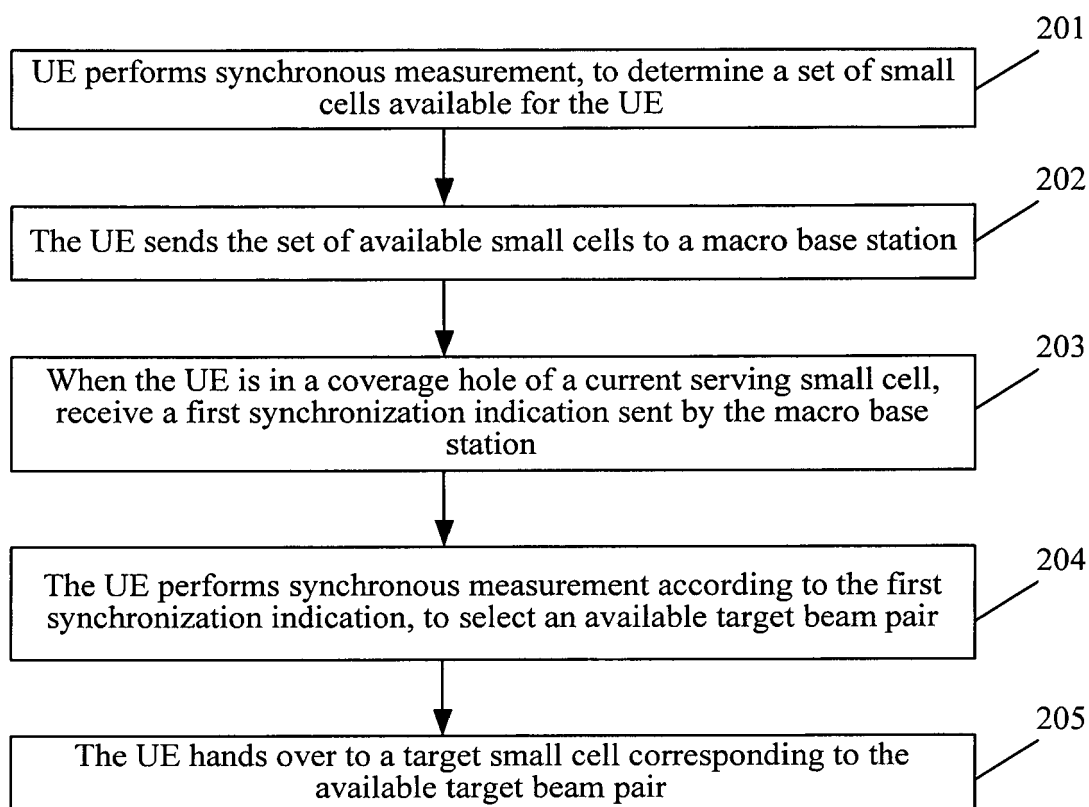 201
UE performs synchronous measurement, to determine a set of small
cells available for the UE
202
The UE sends the set of available small cells to a macro base station
203
When the UE is in a coverage hole of a current serving small cell,
receive a first synchronization indication sent by the macro base
station
204
The UE performs synchronous measurement according to the first
synchronization indication, to select an available target beam pair
205
The UE hands over to a target small cell corresponding to the
available target beam pair